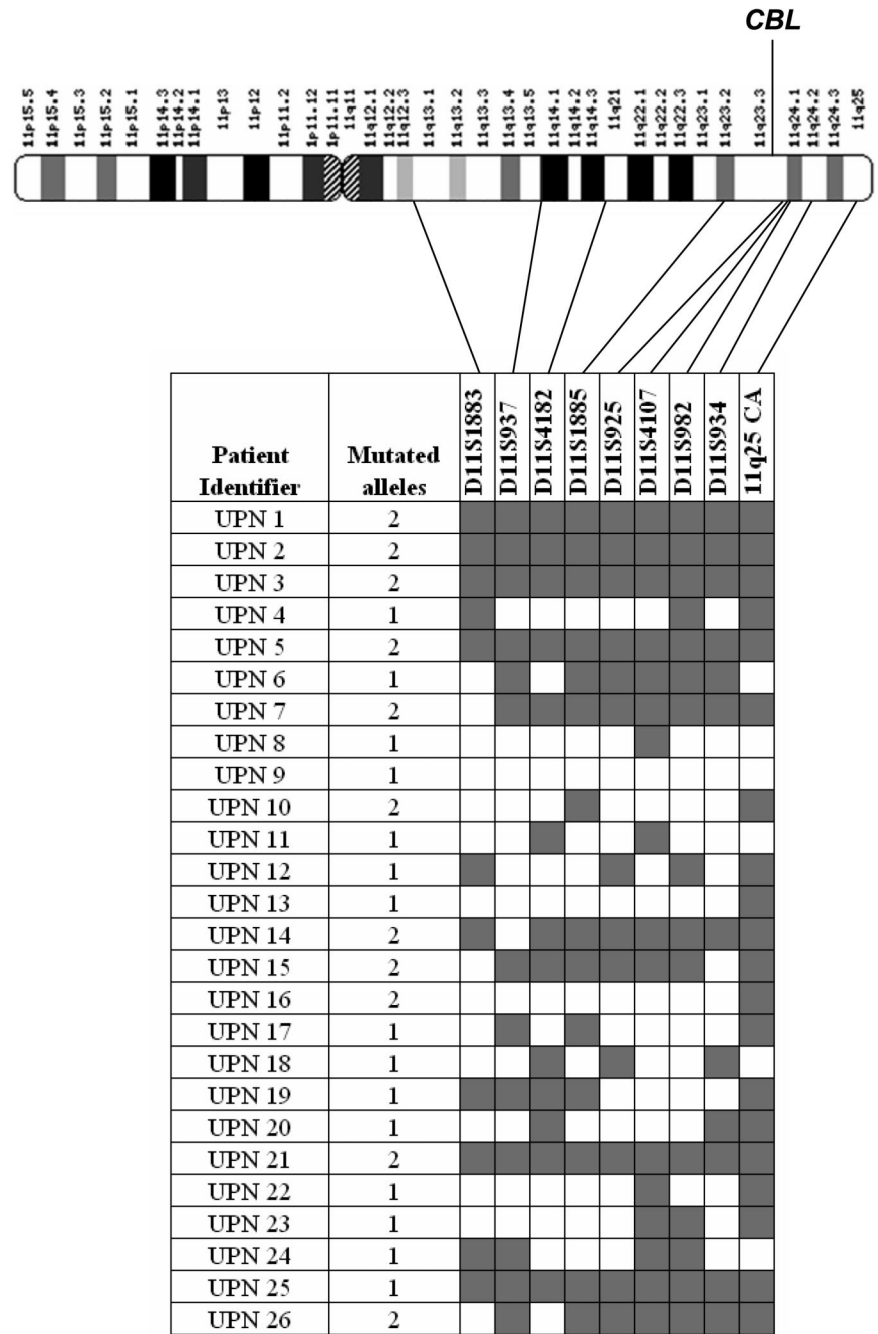 CBL
11p15.5 11p15.4 11p15.3 11p15.2 11p15.1 11p14.3 11p14.2 11p14.1 11p13 11p12 11p11.2 1p11.12 1p11.11 11q11 11q12.1 11q12.2 11q12.3 11q13.1 11q13.2 11q13.3 11q13.4 11q13.5 11q14.1 11q14.2 11q14.3 11q21 11q22.1 11q22.2 11q22.3 11q23.1 11q23.2 11q23.3 11q24.1 11q24.2 11q24.3 11q25
Patient Identifier Mutated alleles D11S1883 D11S937 D11S4182 D11S1885 D11S925 D11S4107 D11S982 D11S934 11q25 CA
UPN 1 2
UPN 2 2
UPN 3 2
UPN 4 1
UPN 5 2
UPN 6 1
UPN 7 2
UPN 8 1
UPN 9 1
UPN 10 2
UPN 11 1
UPN 12 1
UPN 13 1
UPN 14 2
UPN 15 2
UPN 16 2
UPN 17 1
UPN 18 1
UPN 19 1
UPN 20 1
UPN 21 2
UPN 22 1
UPN 23 1
UPN 24 1
UPN 25 1
UPN 26 2